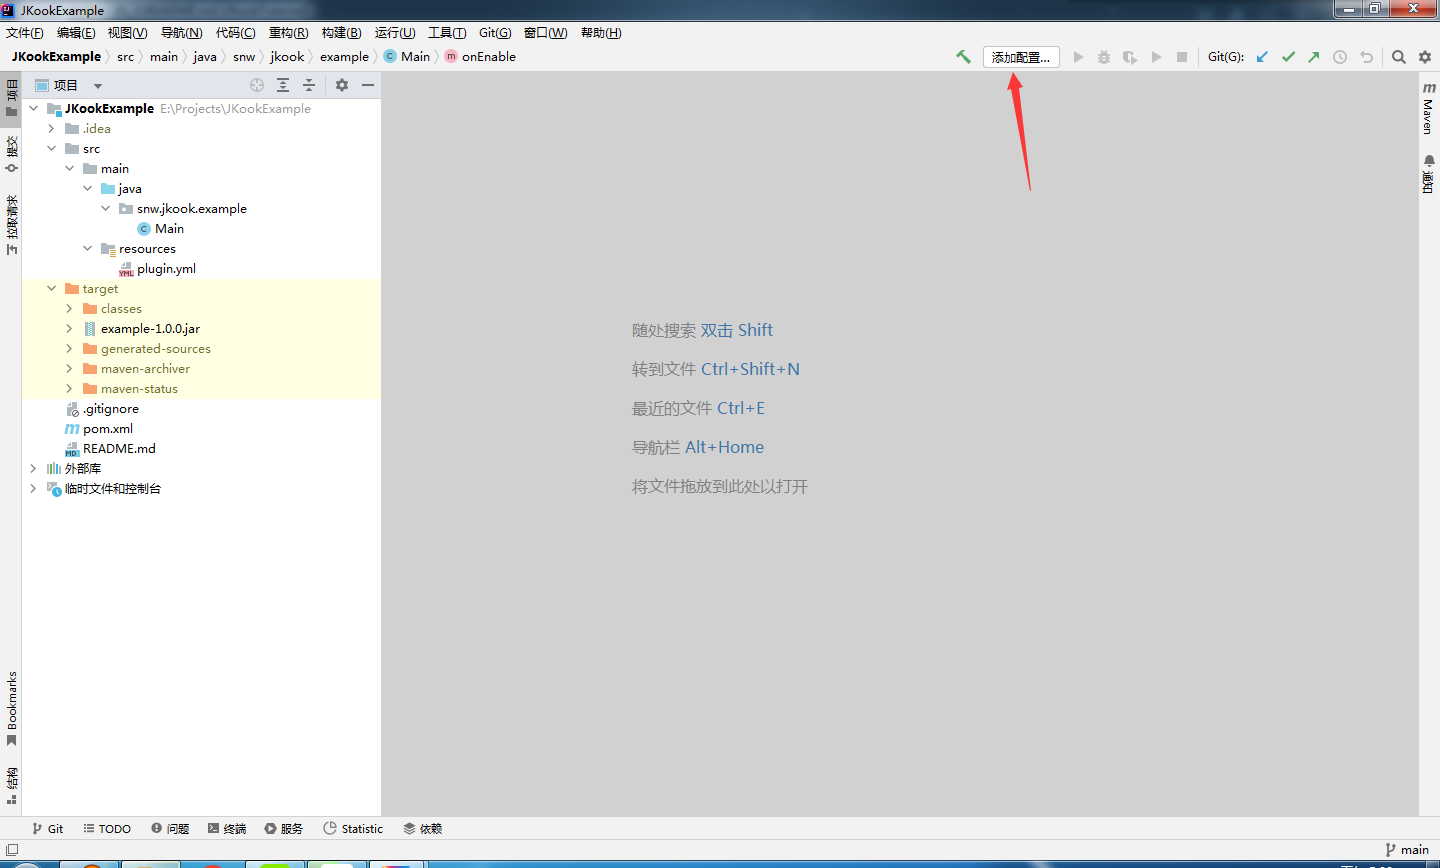 JKookExample
文件(F) 编辑(E) 视图(V) 导航(N) 代码(C) 重构(R) 构建(B) 运行(U) 工具(T) Git(G) 窗口(W) 帮助(H)
JKookExample src main java snw jkook example Main onEnable 添加配置... Git(G):
项目
JKookExample E:\Projects\JKookExample
.idea
src
main
java
snw.jkook.example
Main
resources
plugin.yml
target
classes
example-1.0.0.jar
generated-sources
maven-archiver
maven-status
.gitignore
pom.xml
README.md
外部库
临时文件和控制台
项目
提交
拉取请求
Bookmarks
结构
随处搜索 双击 Shift
转到文件 Ctrl+Shift+N
最近的文件 Ctrl+E
导航栏 Alt+Home
将文件拖放到此处以打开
Maven
通知
Git TODO 问题 终端 服务 Statistic 依赖
main